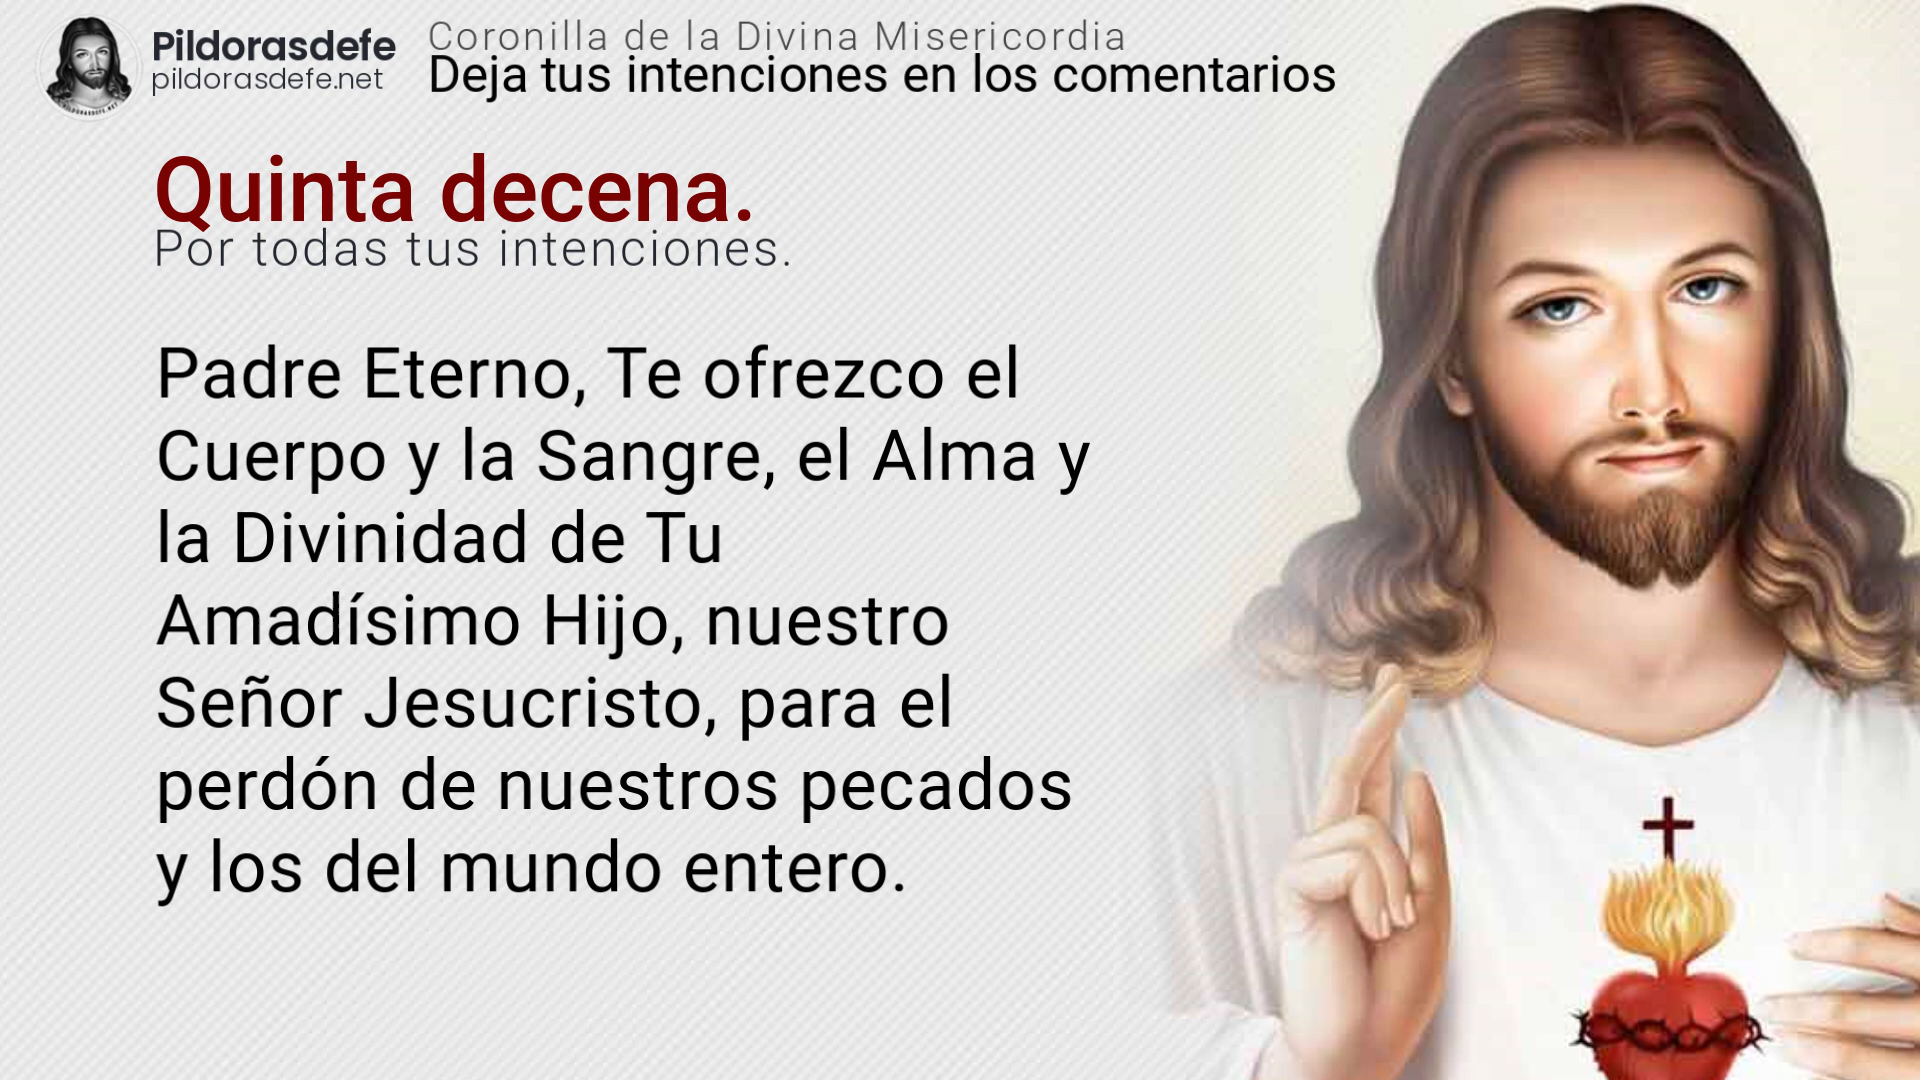 Pildorasdefe
pildorasdefe.net
Coronilla de la Divina Misericordia
Deja tus intenciones en los comentarios
Quinta decena.
Por todas tus intenciones.
Padre Eterno, Te ofrezco el
Cuerpo y la Sangre, el Alma y
la Divinidad de Tu
Amadísimo Hijo, nuestro
Señor Jesucristo, para el
perdón de nuestros pecados
y los del mundo entero.